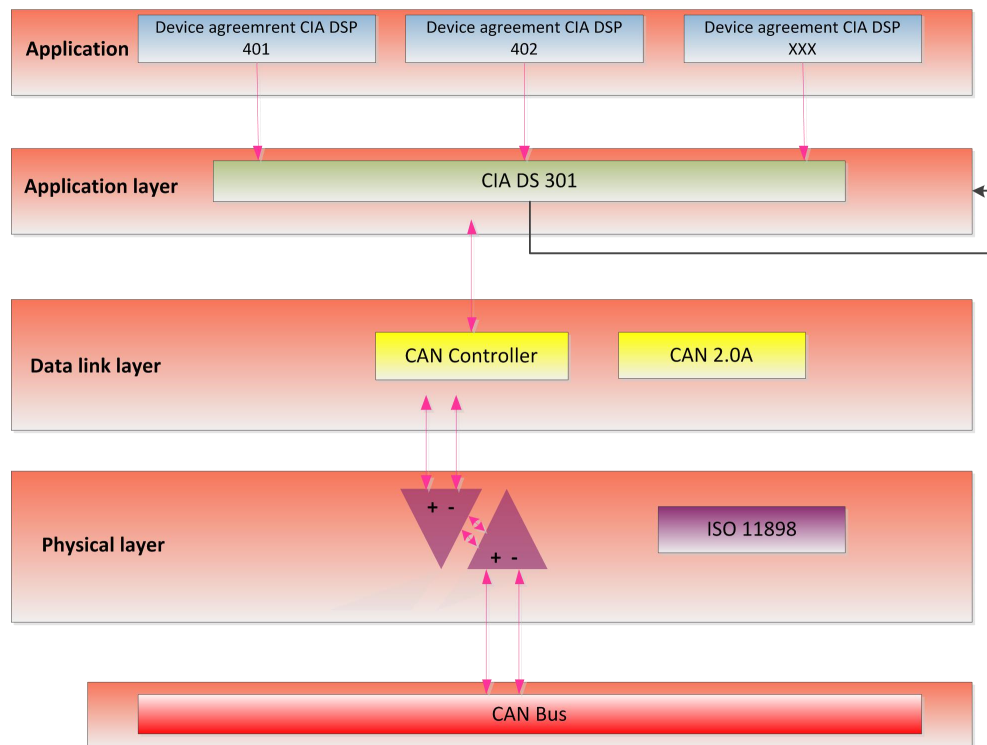 Application
Device agreemrent CIA DSP
401
Device agreement CIA DSP
402
Device agreement CIA DSP
XXX
Application layer
CIA DS 301
Data link layer
CAN Controller
CAN 2.0A
Physical layer
+ -
+ -
ISO 11898
CAN Bus